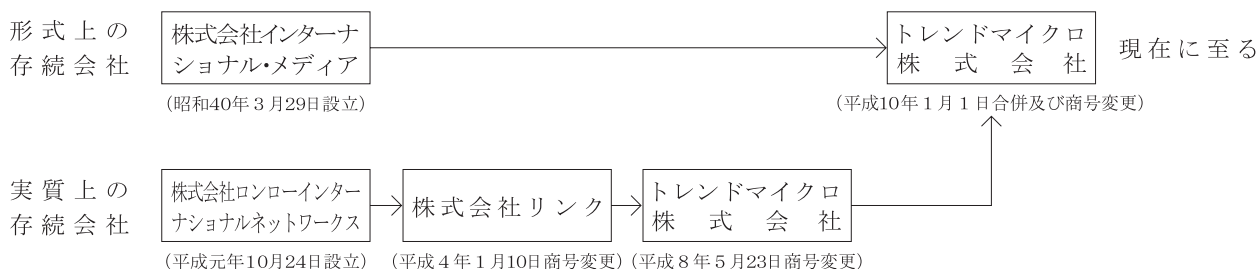 形式上の
存続会社
株式会社インターナ
ショナル・メディア
(昭和40年3月29日設立)
トレンドマイクロ
株式会社
(平成10年1月1日合併及び商号変更)
現在に至る
実質上の
存続会社
株式会社ロンローインター
ナショナルネットワークス
(平成元年10月24日設立)
株式会社リンク
(平成4年1月10日商号変更)
トレンドマイクロ
株式会社
(平成8年5月23日商号変更)